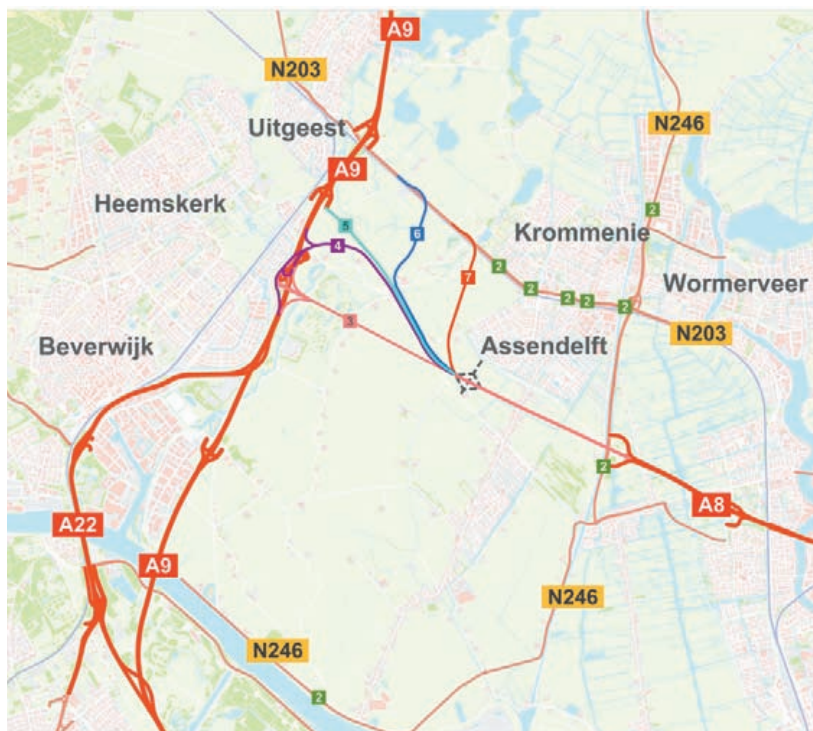 A9
N203
N246
Uitgeest
A9
Heemskerk
2
5
6
Krommenie
4
7
2
Wormerveer
2
2
2
2
3
N203
Beverwijk
Assendelft
2
A8
A22
A9
N246
N246
2